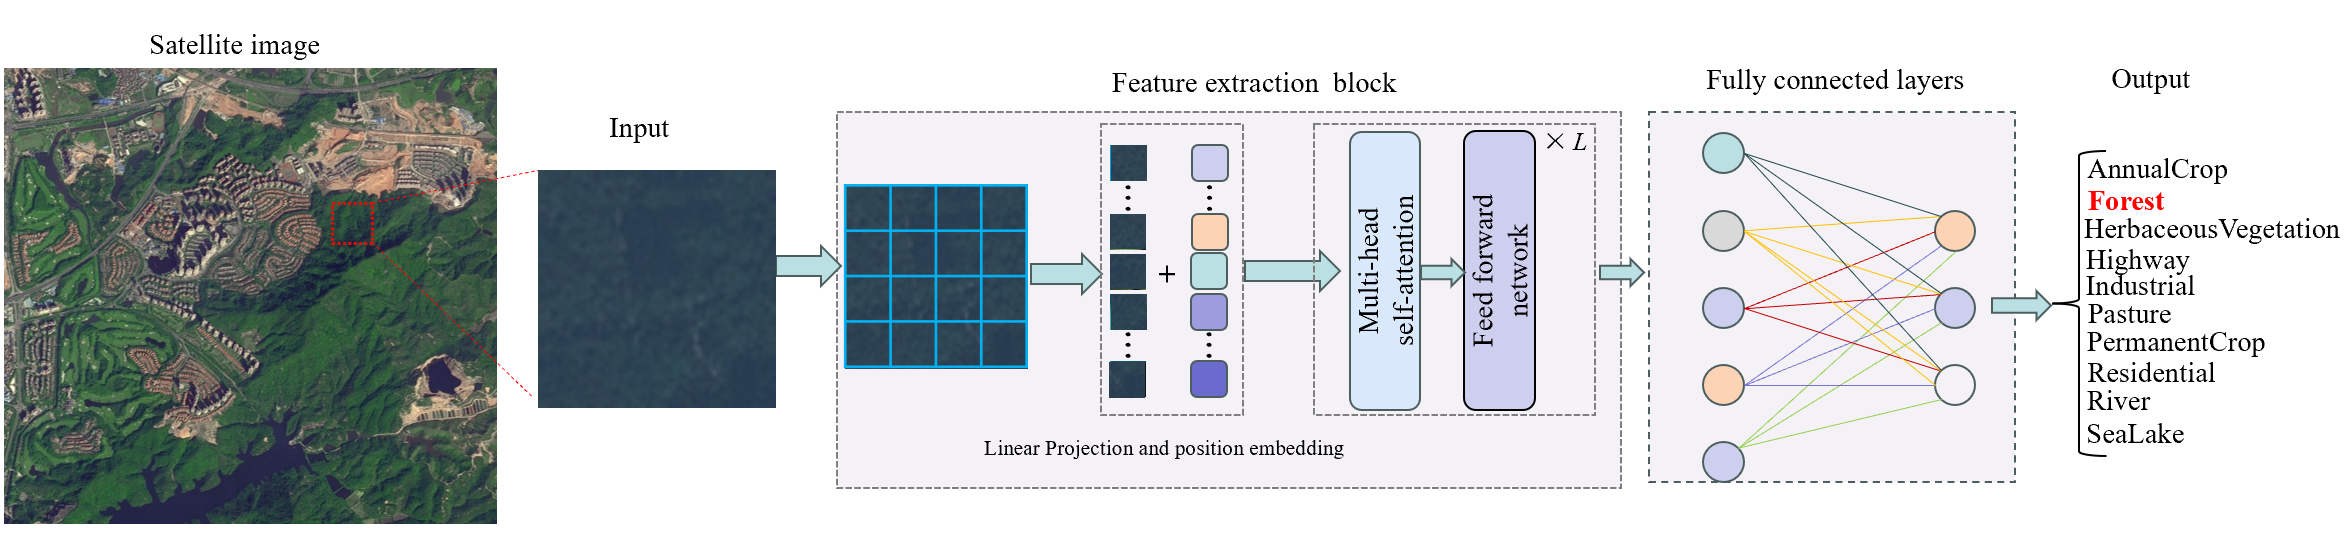 Satellite image
Input
Feature extraction block
+
Multi-head
self-attention
Feed forward
network
× L
Linear Projection and position embedding
Fully connected layers
Output
AnnualCrop
Forest
HerbaceousVegetation
Highway
Industrial
Pasture
PermanentCrop
Residential
River
SeaLake